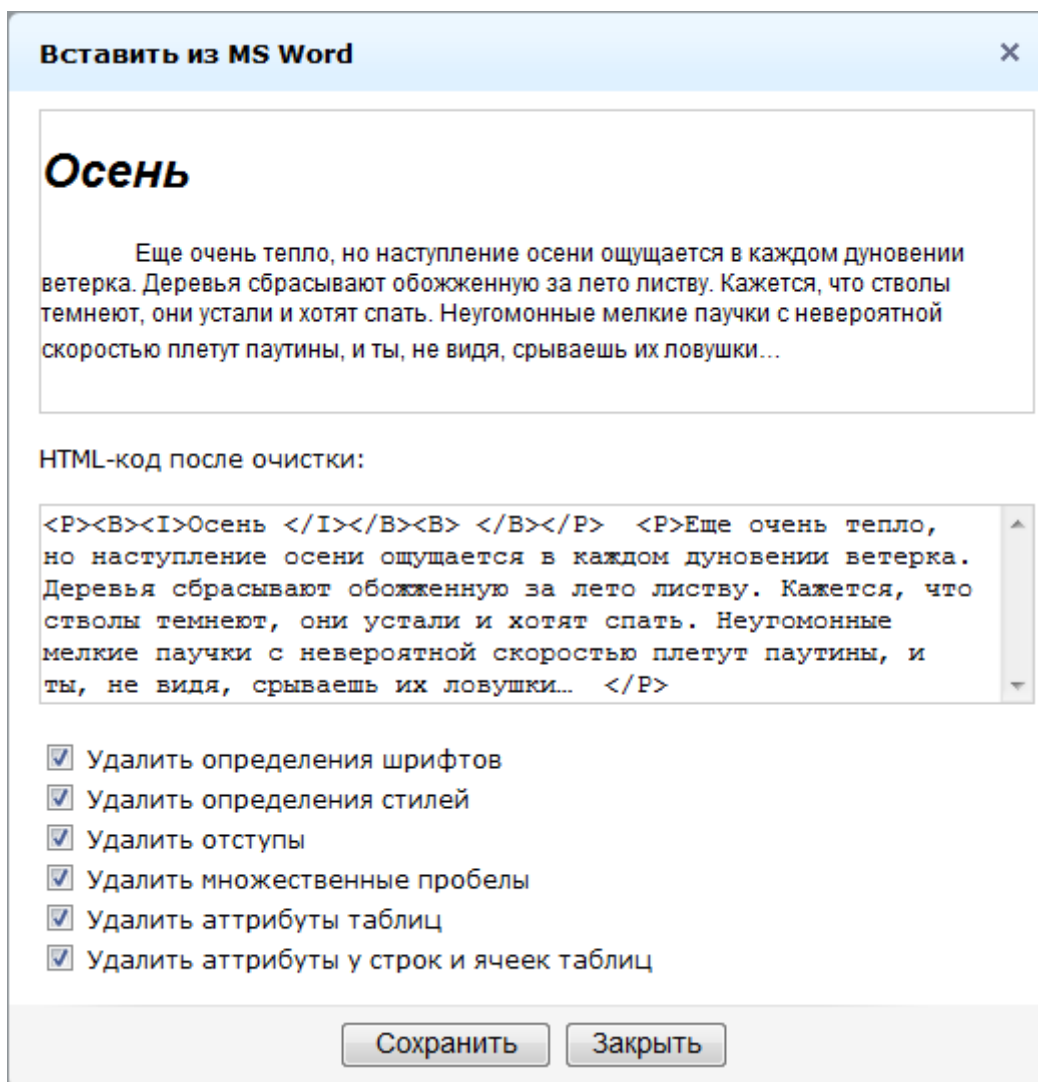 Вставить из MS Word
Осень
Еще очень тепло, но наступление осени ощущается в каждом дуновении
ветерка. Деревья сбрасывают обожженную за лето листву. Кажется, что стволы
темнеют, они устали и хотят спать. Неугомонные мелкие паучки с невероятной
скоростью плетут паутины, и ты, не видя, срываешь их ловушки…
HTML-код после очистки:
<P><B><I>Осень </I></B><B> </B></P>  <P>Еще очень тепло,
но наступление осени ощущается в каждом дуновении ветерка.
Деревья сбрасывают обожженную за лето листву. Кажется, что
стволы темнеют, они устали и хотят спать. Неугомонные
мелкие паучки с невероятной скоростью плетут паутины, и
ты, не видя, срываешь их ловушки…  </P>
Удалить определения шрифтов
Удалить определения стилей
Удалить отступы
Удалить множественные пробелы
Удалить аттрибуты таблиц
Удалить аттрибуты у строк и ячеек таблиц
Сохранить Закрыть